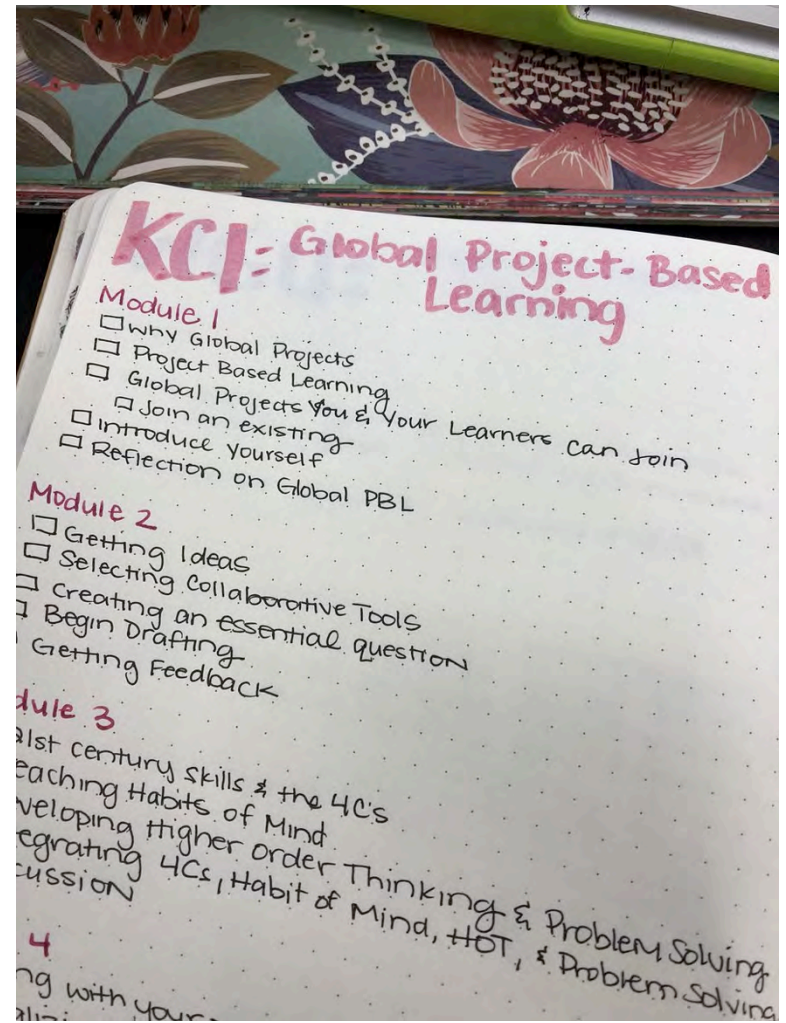 KCI: Global Project-Based
Learning
Module 1
Why Global Projects
Project Based Learning
Global Projects You & Your Learners can Join
Join an existing
Introduce Yourself
Reflection on Global PBL
Module 2
Getting Ideas
Selecting Collaborative Tools
Creating an essential question
Begin Drafting
Getting Feedback
dule 3
21st century skills & the 4C's
eaching Habits of Mind
veloping Higher Order Thinking & Problem Solving
egrating 4Cs, Habit of Mind, HOT, & Problem Solving
cussion
4
ng with your